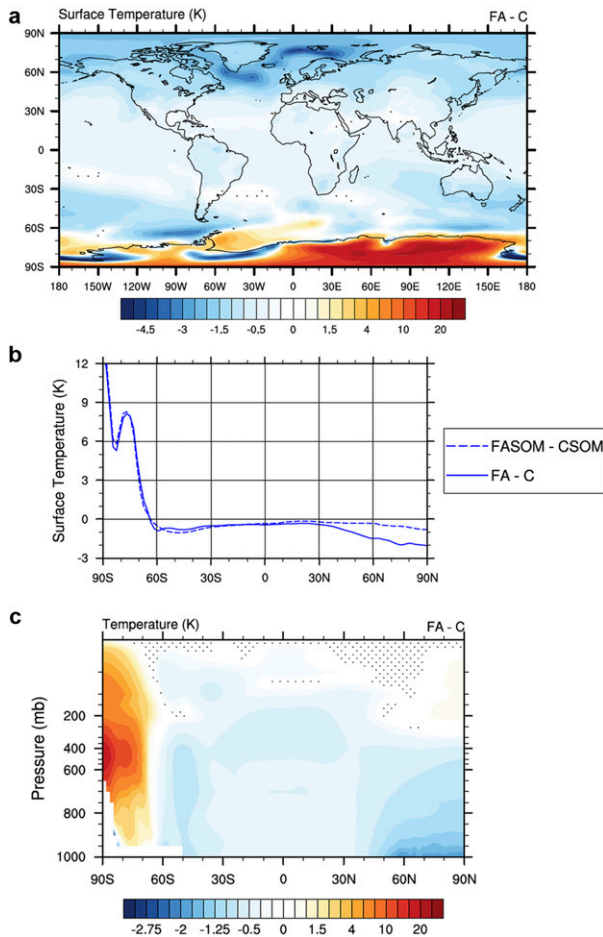 a
Surface Temperature (K) FA - C
90N
60N
30N
0
30S
60S
90S
180 150W 120W 90W 60W 30W 0 30E 60E 90E 120E 150E 180
-4,5 -3 -1.5 -0.5 0 1.5 4 10 20
b
Surface Temperature (K)
12
9
6
3
0
-3
90S 60S 30S 0 30N 60N 90N
FASOM - CSOM
FA - C
c
Temperature (K) FA - C
Pressure (mb)
200
400
600
800
1000
90S 60S 30S 0 30N 60N 90N
-2.75 -2 -1.25 -0.5 0 1.5 4 10 20